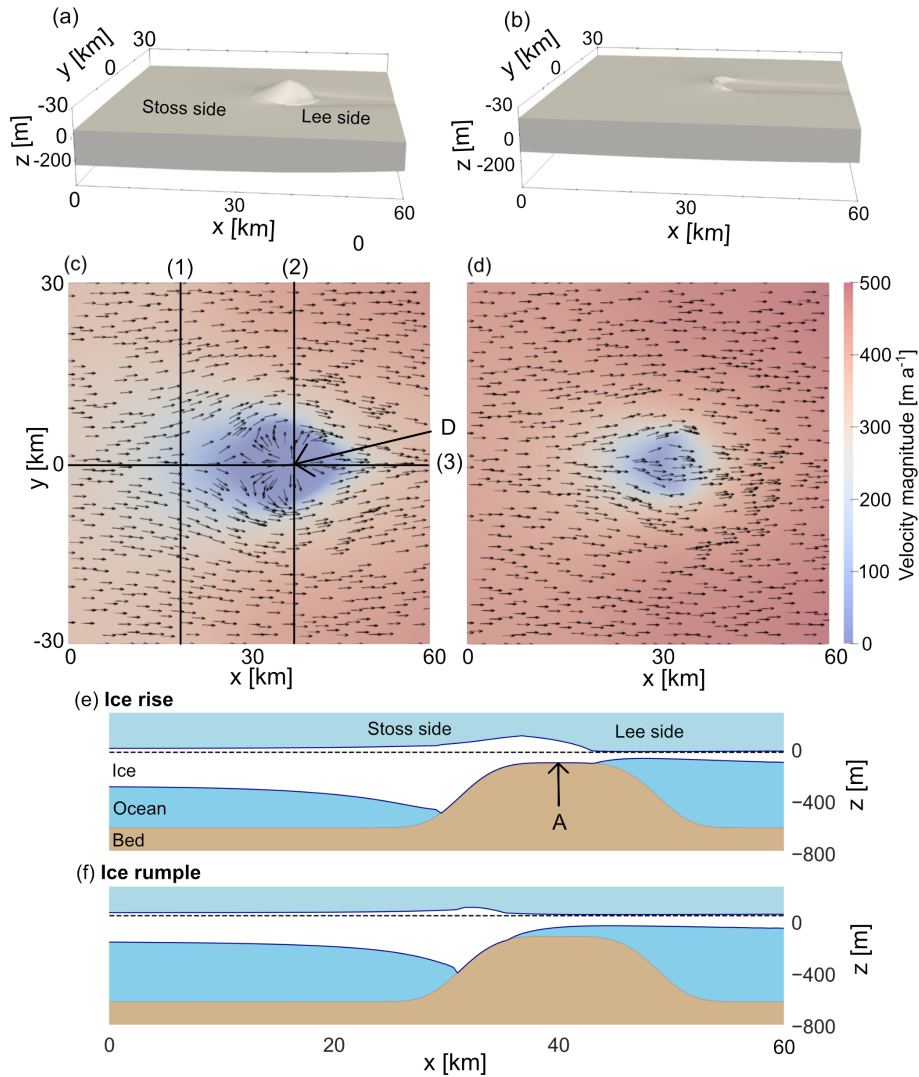 (a)
(b)
y [km]
30
0
-30
Stoss side
Lee side
z [m]
0
-200
0
30
60
x [km]
0
y [km]
30
0
-30
z [m]
0
-200
0
30
60
x [km]
(c)
(1)
(2)
(d)
30
y [km]
0
-30
D
(3)
0
30
60
x [km]
0
30
60
x [km]
500
400
300
200
100
0
Velocity magnitude [m a⁻¹]
(e) Ice rise
Stoss side
Lee side
Ice
Ocean
Bed
A
0
−400
−800
z [m]
(f) Ice rumple
0
−400
−800
z [m]
0
20
40
60
x [km]